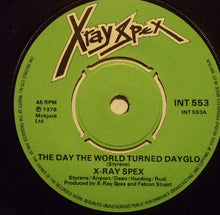 X-ray Spex
45 RPM
℗ 1978
Mobjack
Ltd
INT 553
INT 553A
THE DAY THE WORLD TURNED DAYGLO
(Styrene)
X-RAY SPEX
Styrene/Airport/Dean/Hurding/Rudi
Produced by X-Ray Spex and Falcon Stuart